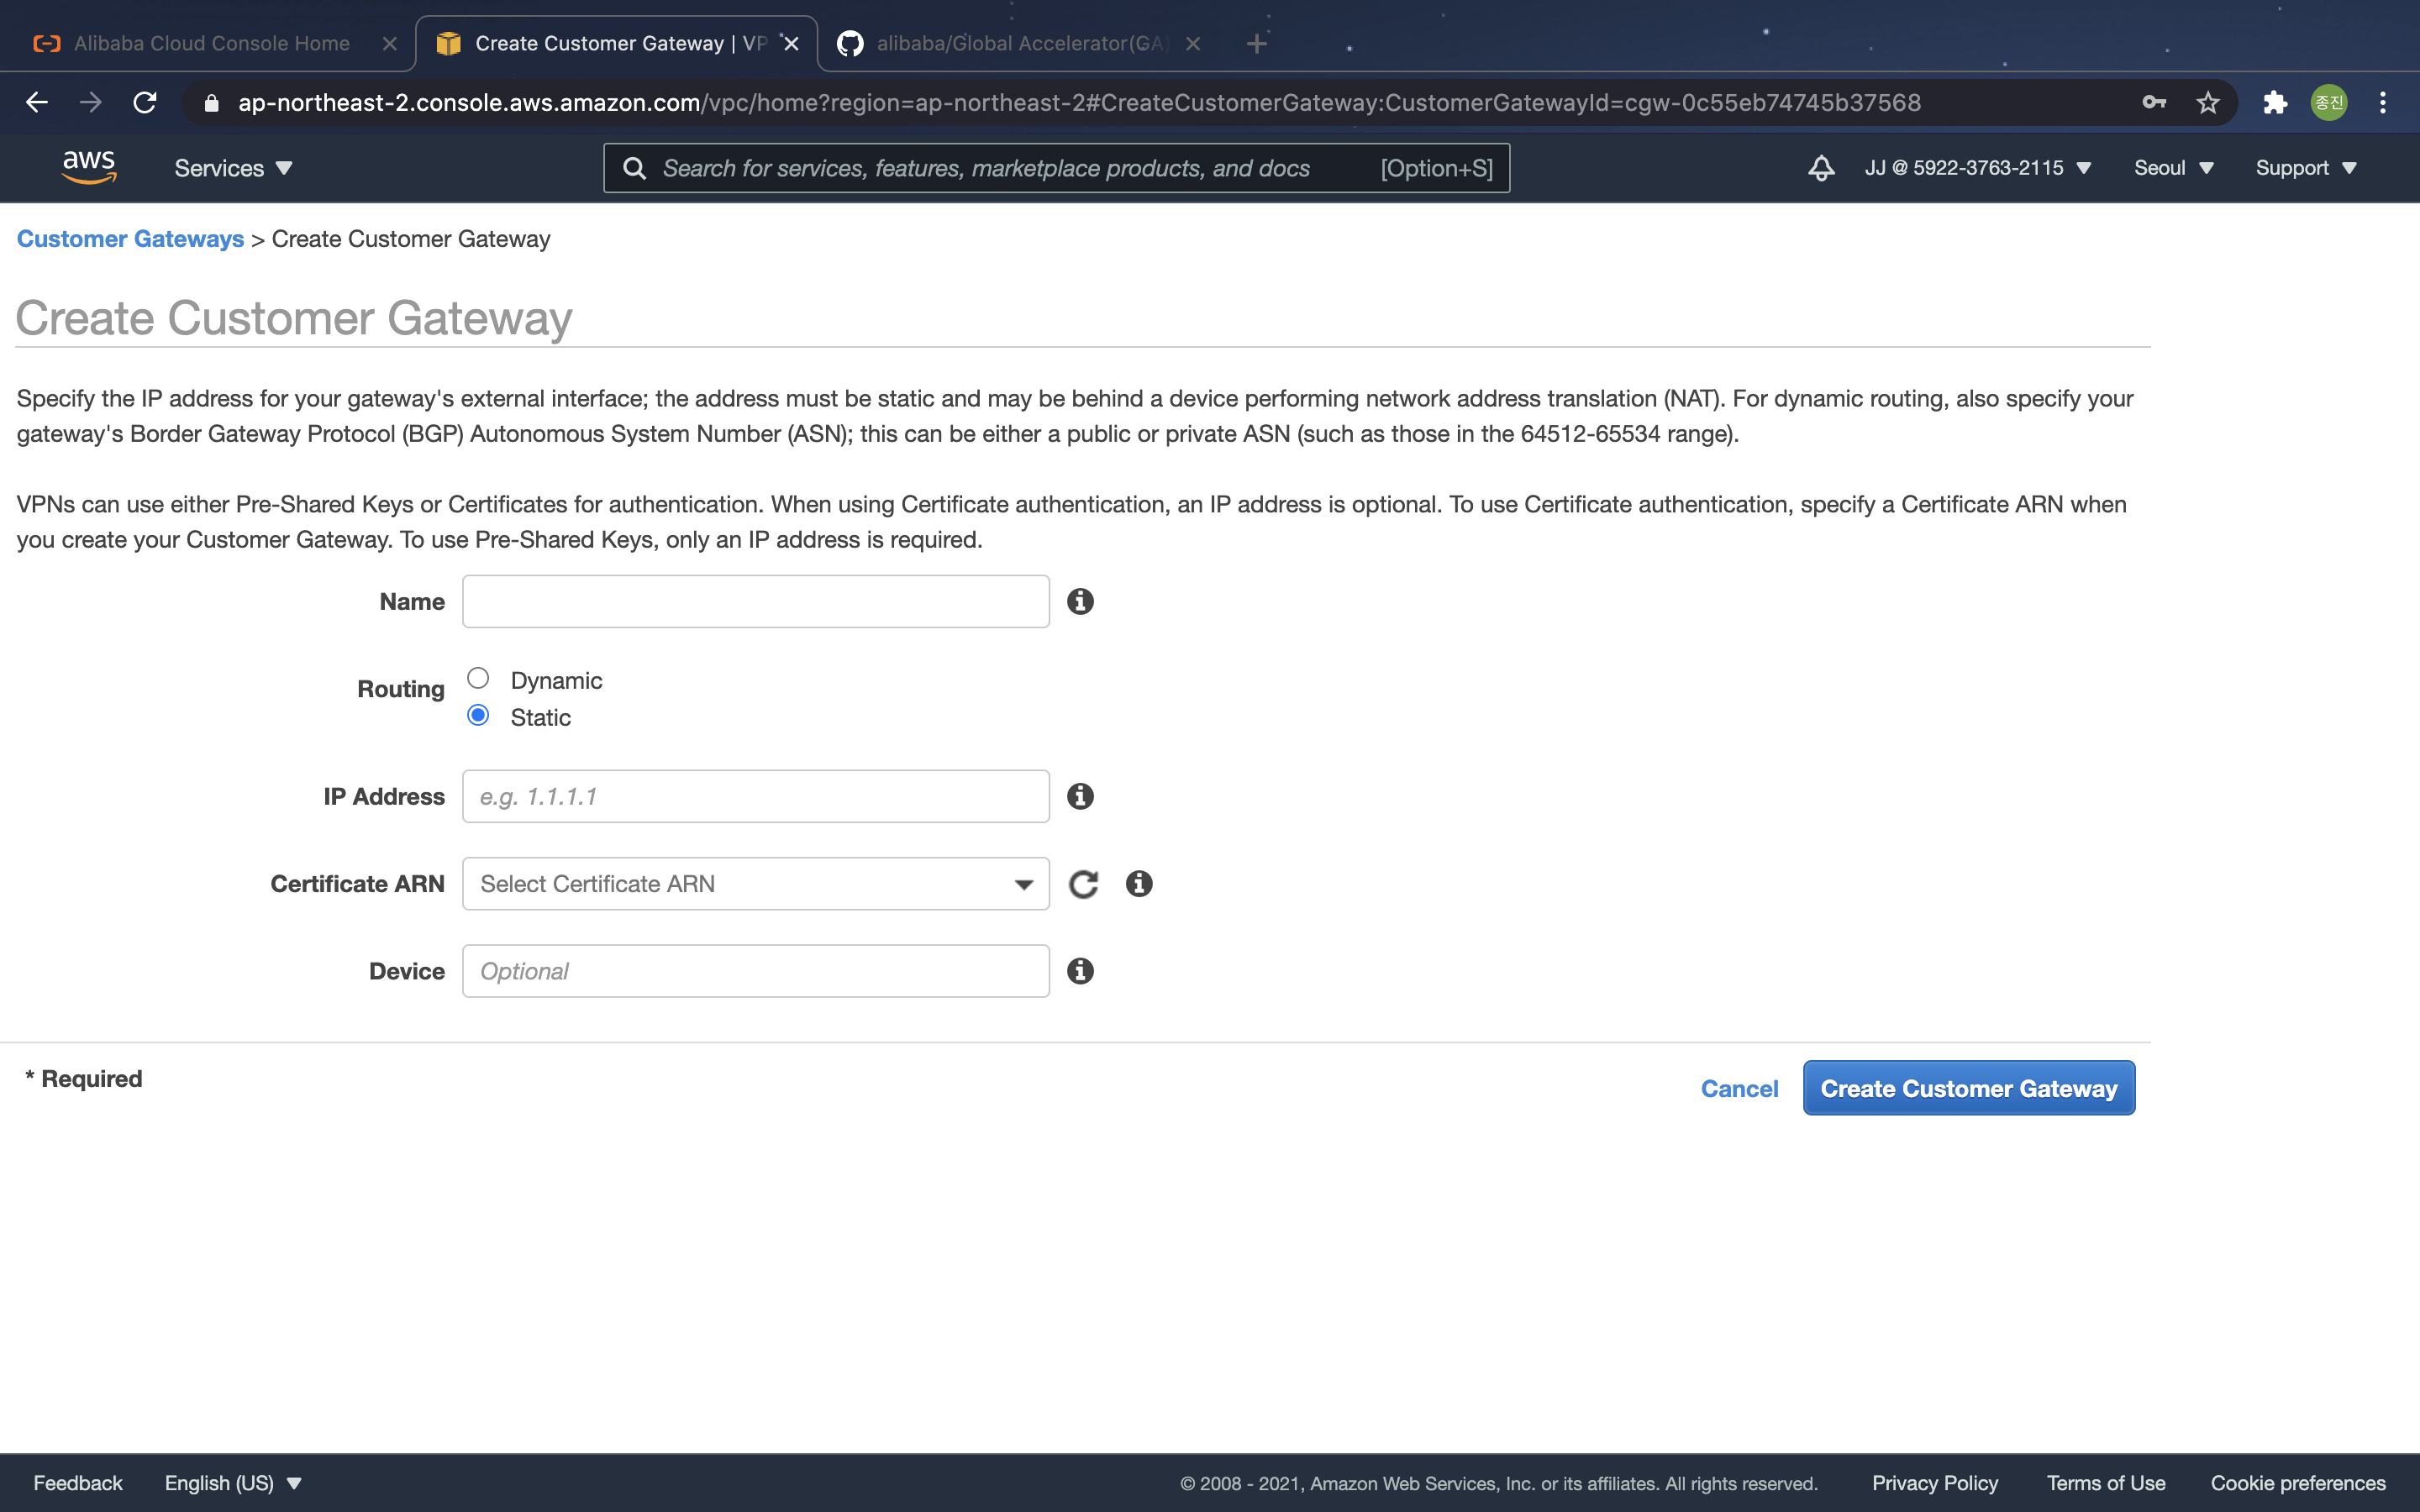 Alibaba Cloud Console Home
Create Customer Gateway | VP
alibaba/Global Accelerator(GA)
ap-northeast-2.console.aws.amazon.com/vpc/home?region=ap-northeast-2#CreateCustomerGateway:CustomerGatewayId=cgw-0c55eb74745b37568
종진
aws
Services
Search for services, features, marketplace products, and docs
[Option+S]
JJ @ 5922-3763-2115
Seoul
Support
Customer Gateways > Create Customer Gateway
Create Customer Gateway
Specify the IP address for your gateway's external interface; the address must be static and may be behind a device performing network address translation (NAT). For dynamic routing, also specify your
gateway's Border Gateway Protocol (BGP) Autonomous System Number (ASN); this can be either a public or private ASN (such as those in the 64512-65534 range).
VPNs can use either Pre-Shared Keys or Certificates for authentication. When using Certificate authentication, an IP address is optional. To use Certificate authentication, specify a Certificate ARN when
you create your Customer Gateway. To use Pre-Shared Keys, only an IP address is required.
Name
Routing
Dynamic
Static
IP Address
e.g. 1.1.1.1
Certificate ARN
Select Certificate ARN
Device
Optional
* Required
Cancel
Create Customer Gateway
Feedback
English (US)
© 2008 - 2021, Amazon Web Services, Inc. or its affiliates. All rights reserved.
Privacy Policy
Terms of Use
Cookie preferences